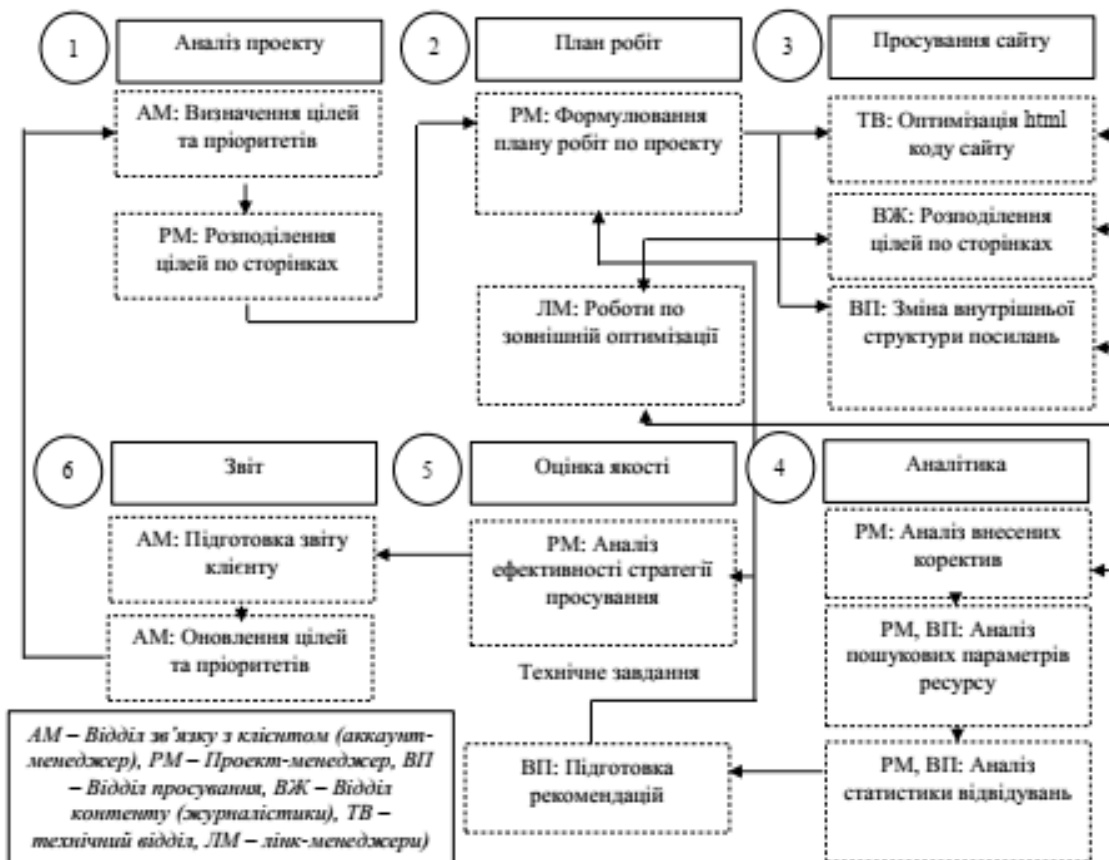 1
Аналіз проекту
АМ: Визначення цілей
та пріоритетів
РМ: Розподілення
цілей по сторінках
2
План робіт
РМ: Формулювання
плану робіт по проекту
ЛМ: Роботи по
зовнішній оптимізації
3
Просування сайту
ТВ: Оптимізація html
коду сайту
ВЖ: Розподілення
цілей по сторінках
ВП: Зміна внутрішньої
структури посилань
6
Звіт
АМ: Підготовка звіту
клієнту
АМ: Оновлення цілей
та пріоритетів
5
Оцінка якості
РМ: Аналіз
ефективності стратегії
просування
Технічне завдання
ВП: Підготовка
рекомендацій
4
Аналітика
РМ: Аналіз внесених
коректив
РМ, ВП: Аналіз
пошукових параметрів
ресурсу
РМ, ВП: Аналіз
статистики відвідувань
АМ – Відділ зв’язку з клієнтом (аккаунт-
менеджер), РМ – Проект-менеджер, ВП
– Відділ просування, ВЖ – Відділ
контенту (журналістики), ТВ –
технічний відділ, ЛМ – лінк-менеджери)